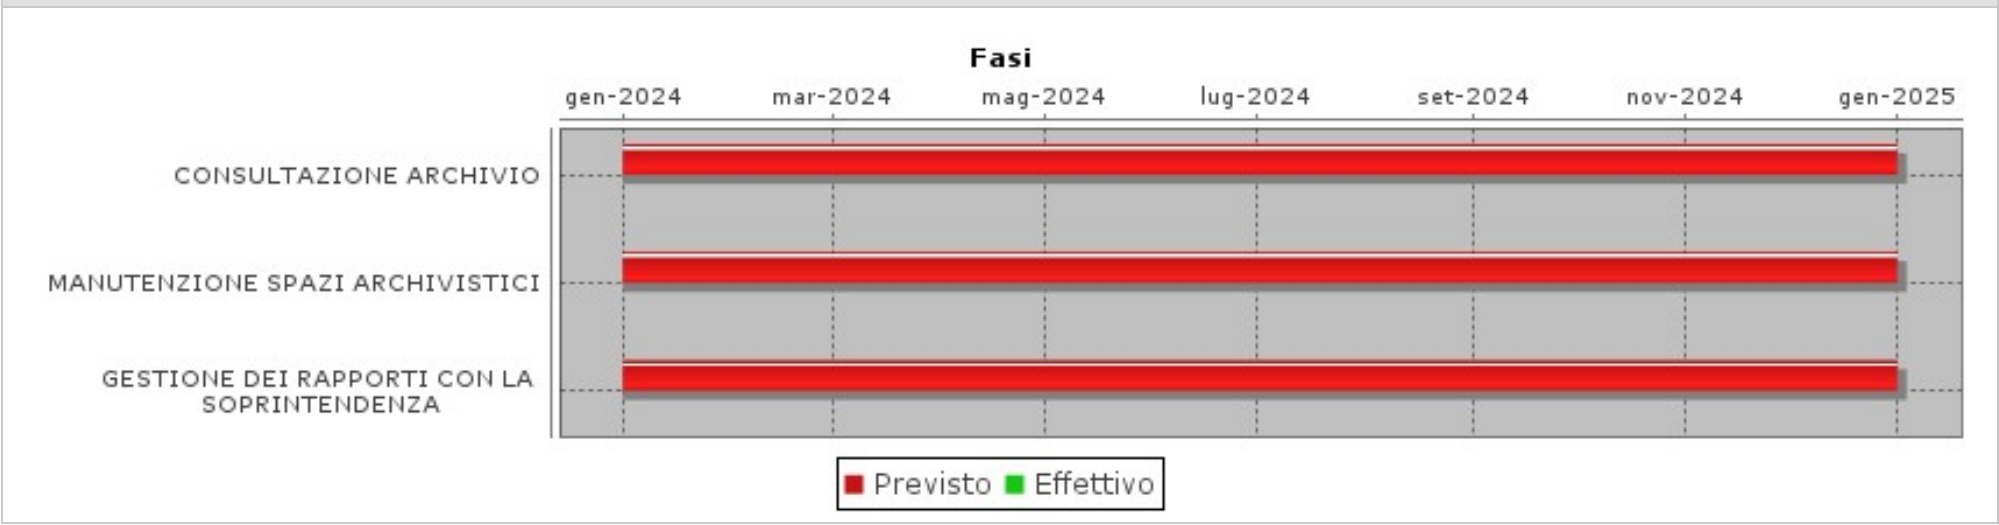 Fasi
gen-2024 mar-2024 mag-2024 lug-2024 set-2024 nov-2024 gen-2025
CONSULTAZIONE ARCHIVIO
MANUTENZIONE SPAZI ARCHIVISTICI
GESTIONE DEI RAPPORTI CON LA
SOPRINTENDENZA
Previsto Effettivo